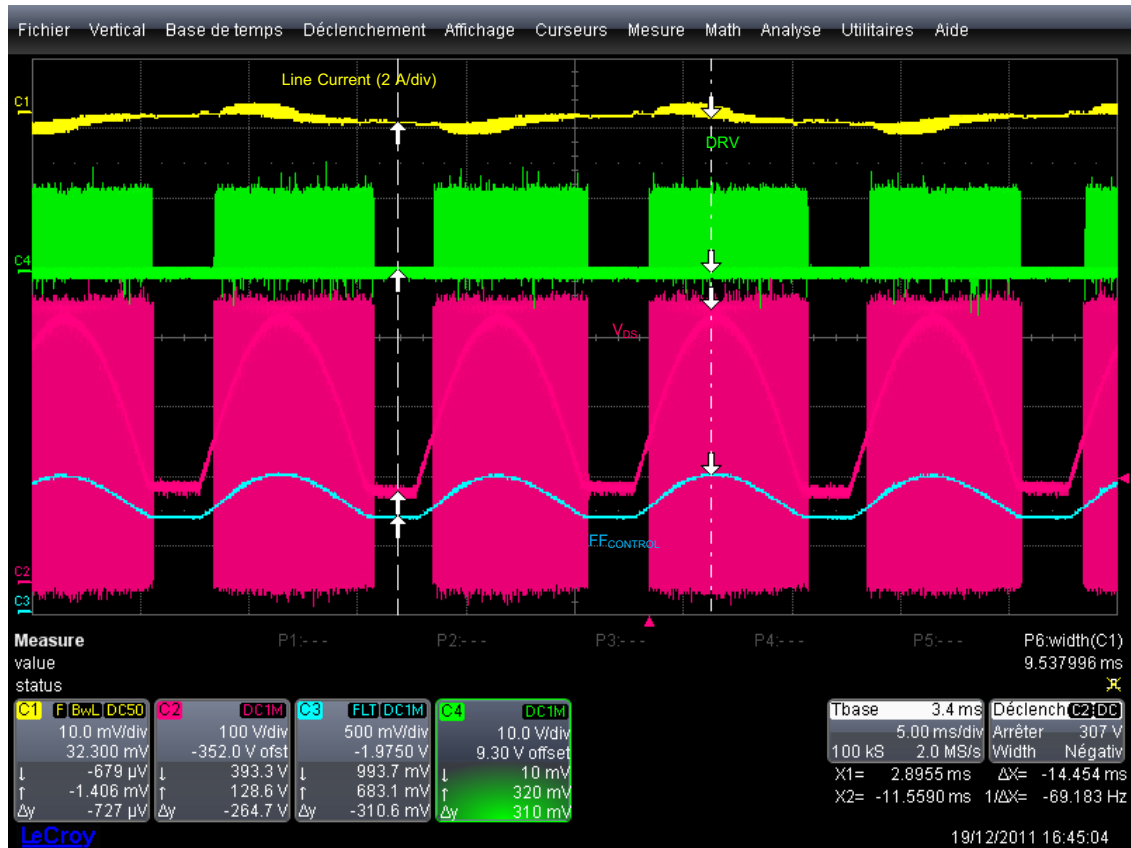 Fichier Vertical Base de temps Déclenchement Affichage Curseurs Mesure Math Analyse Utilitaires Aide
Line Current (2 A/div)
C1
DRV
C4
VDS
FFCONTROL
C2
C3
Measure P1:- - - P2:- - - P3:- - - P4:- - - P5:- - - P6:width(C1)
value 9.537996 ms
status
C1 F BwL DC50 C2 DC1M C3 FLT DC1M C4 DC1M Tbase 3.4 ms Déclench C2 DC
10.0 mV/div 100 V/div 500 mV/div 10.0 V/div 5.00 ms/div Arrêter 307 V
32.300 mV -352.0 V ofst -1.9750 V 9.30 V offset 100 kS 2.0 MS/s Width Négativ
↓ -679 µV ↓ 393.3 V ↓ 993.7 mV ↓ 10 mV X1= 2.8955 ms ΔX= -14.454 ms
↑ -1.406 mV ↑ 128.6 V ↑ 683.1 mV ↑ 320 mV X2= -11.5590 ms 1/ΔX= -69.183 Hz
Δy -727 µV Δy -264.7 V Δy -310.6 mV Δy 310 mV
LeCroy 19/12/2011 16:45:04